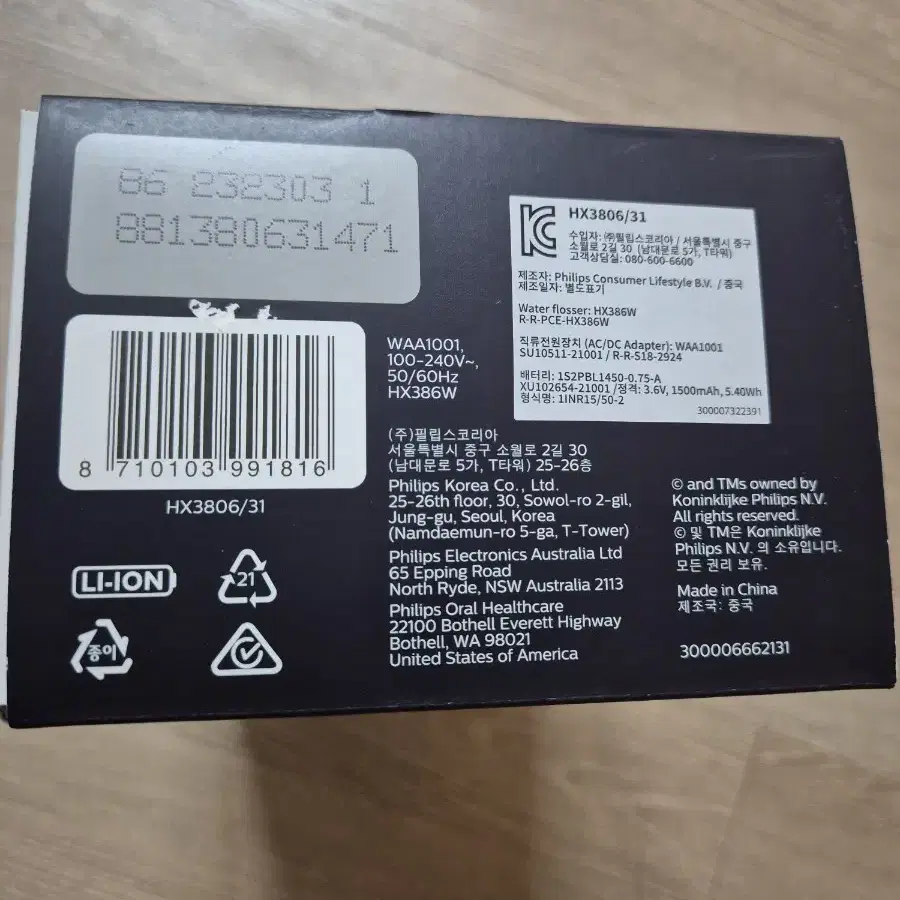 86 232303 1
881380631471
8 710103 991816
HX3806/31
LI-ION
21
종이
WAA1001,
100-240V~,
50/60Hz
HX386W
(주)필립스코리아
서울특별시 중구 소월로 2길 30
(남대문로 5가, T타워) 25-26층
Philips Korea Co., Ltd.
25-26th floor, 30, Sowol-ro 2-gil,
Jung-gu, Seoul, Korea
(Namdaemun-ro 5-ga, T-Tower)
Philips Electronics Australia Ltd
65 Epping Road
North Ryde, NSW Australia 2113
Philips Oral Healthcare
22100 Bothell Everett Highway
Bothell, WA 98021
United States of America
HX3806/31
수입자: ㈜필립스코리아 / 서울특별시 중구
소월로 2길 30 (남대문로 5가, T타워)
고객상담실: 080-600-6600
제조자: Philips Consumer Lifestyle B.V. / 중국
제조일자: 별도표기
Water flosser: HX386W
R-R-PCE-HX386W
직류전원장치 (AC/DC Adapter): WAA1001
SU10511-21001 / R-R-S18-2924
배터리: 1S2PBL1450-0.75-A
XU102654-21001 /정격: 3.6V, 1500mAh, 5.40Wh
형식명: 1INR15/50-2
300007322391
© and TMs owned by
Koninklijke Philips N.V.
All rights reserved.
© 및 TM은 Koninklijke
Philips N.V. 의 소유입니다.
모든 권리 보유.
Made in China
제조국: 중국
300006662131